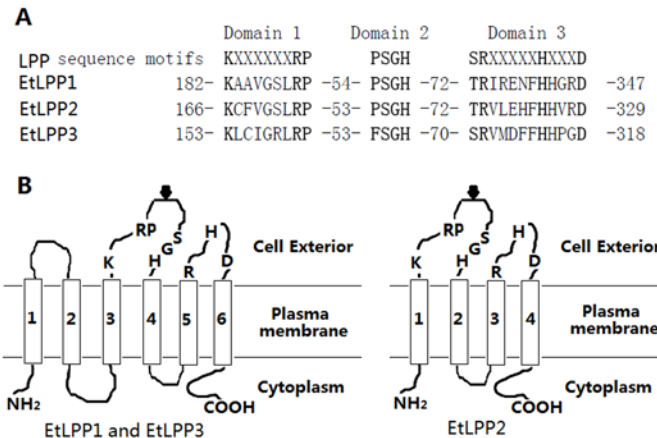 A
Domain 1 Domain 2 Domain 3
LPP sequence motifs KXXXXXXRP PSGH SRXXXXXHXXXD
EtLPP1 182- KAAVGSLRP -54- PSGH -72- TRIRENFHHGRD -347
EtLPP2 166- KCFVGSLRP -53- PSGH -72- TRVLEHFHHVRD -329
EtLPP3 153- KLCIGRLRP -53- FSGH -70- SRVMDFFHHPGD -318
B
RP S G H H K R D Cell Exterior
1 2 3 4 5 6 Plasma membrane
NH2 COOH Cytoplasm
EtLPP1 and EtLPP3
RP S G H H K R D Cell Exterior
1 2 3 4 Plasma membrane
NH2 COOH Cytoplasm
EtLPP2